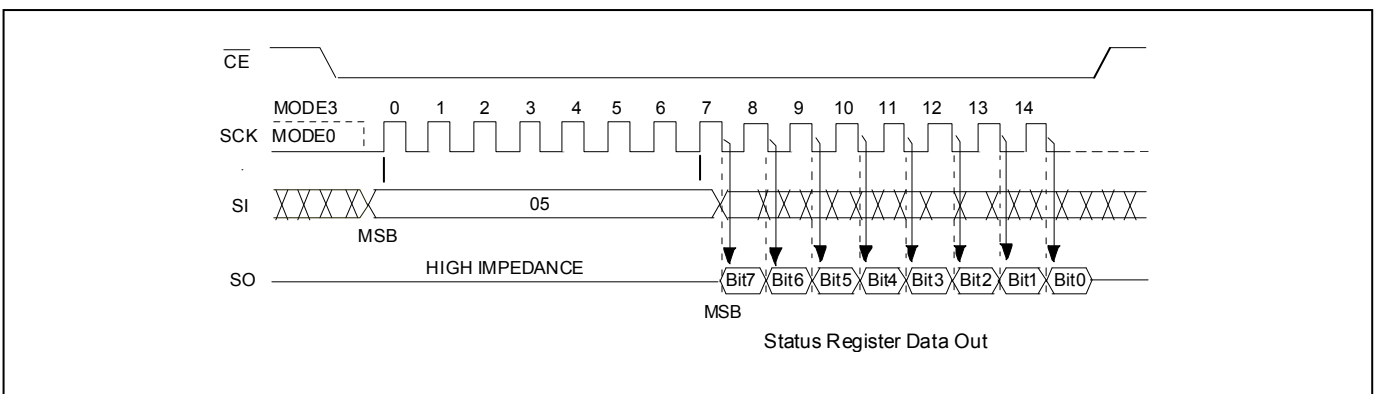 CE
MODE3 0 1 2 3 4 5 6 7 8 9 10 11 12 13 14
SCK MODE0
SI 05
MSB
HIGH IMPEDANCE
SO Bit7 Bit6 Bit5 Bit4 Bit3 Bit2 Bit1 Bit0
MSB
Status Register Data Out